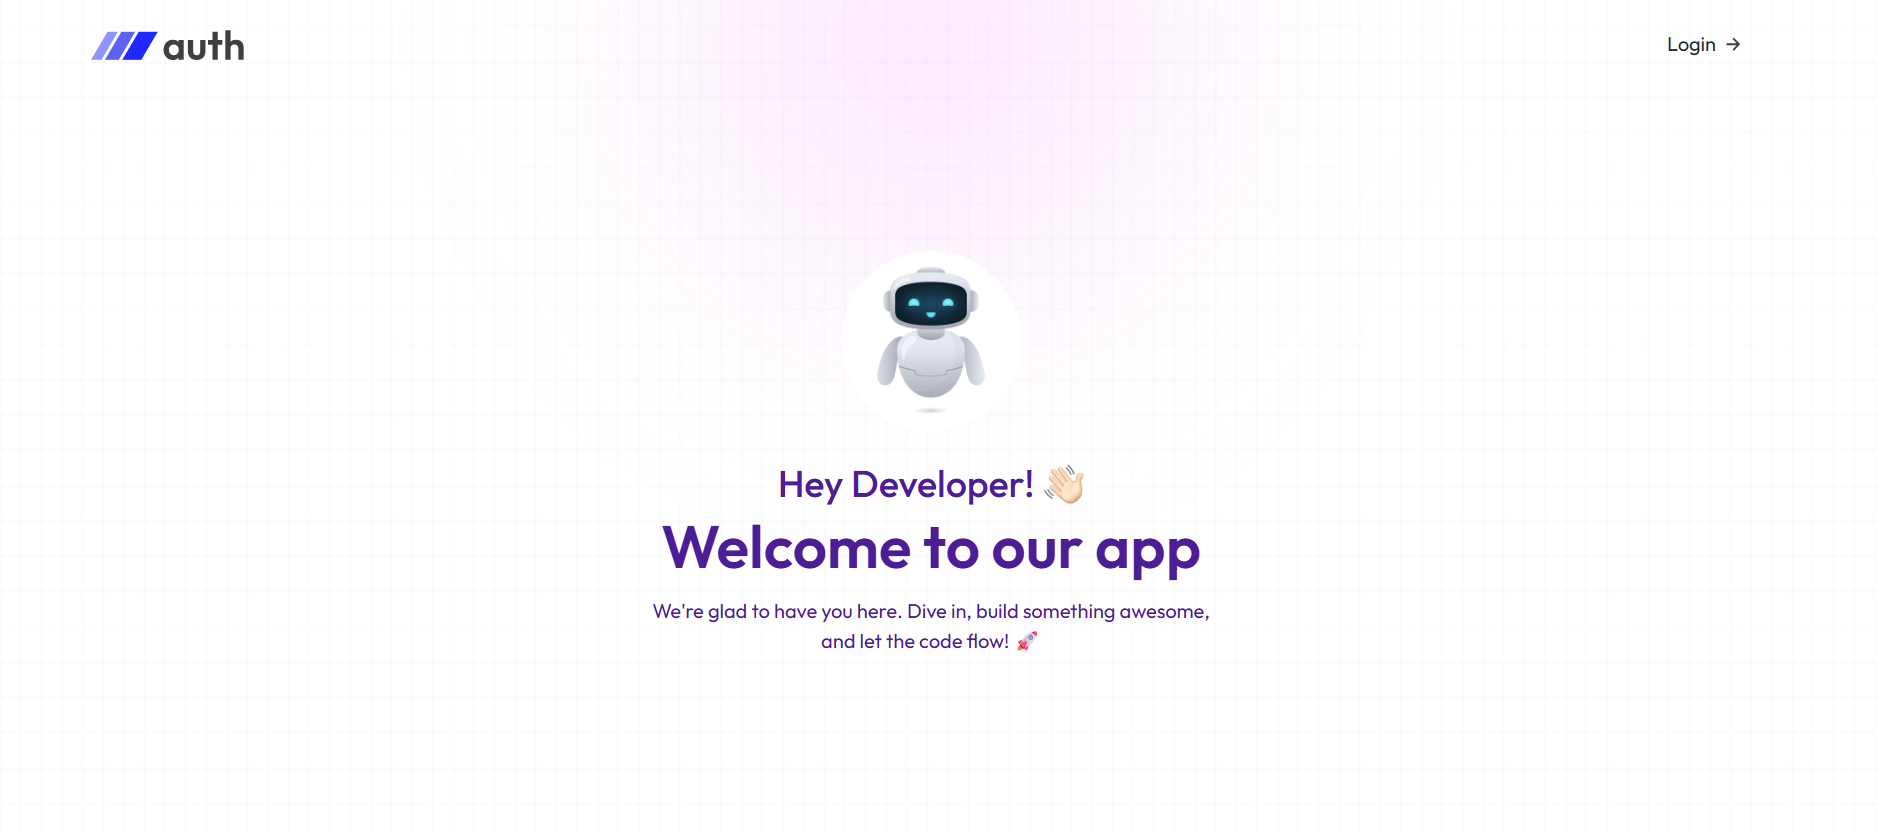 auth
Login →
Hey Developer! 👋🏻
Welcome to our app
We're glad to have you here. Dive in, build something awesome,
and let the code flow! 🚀